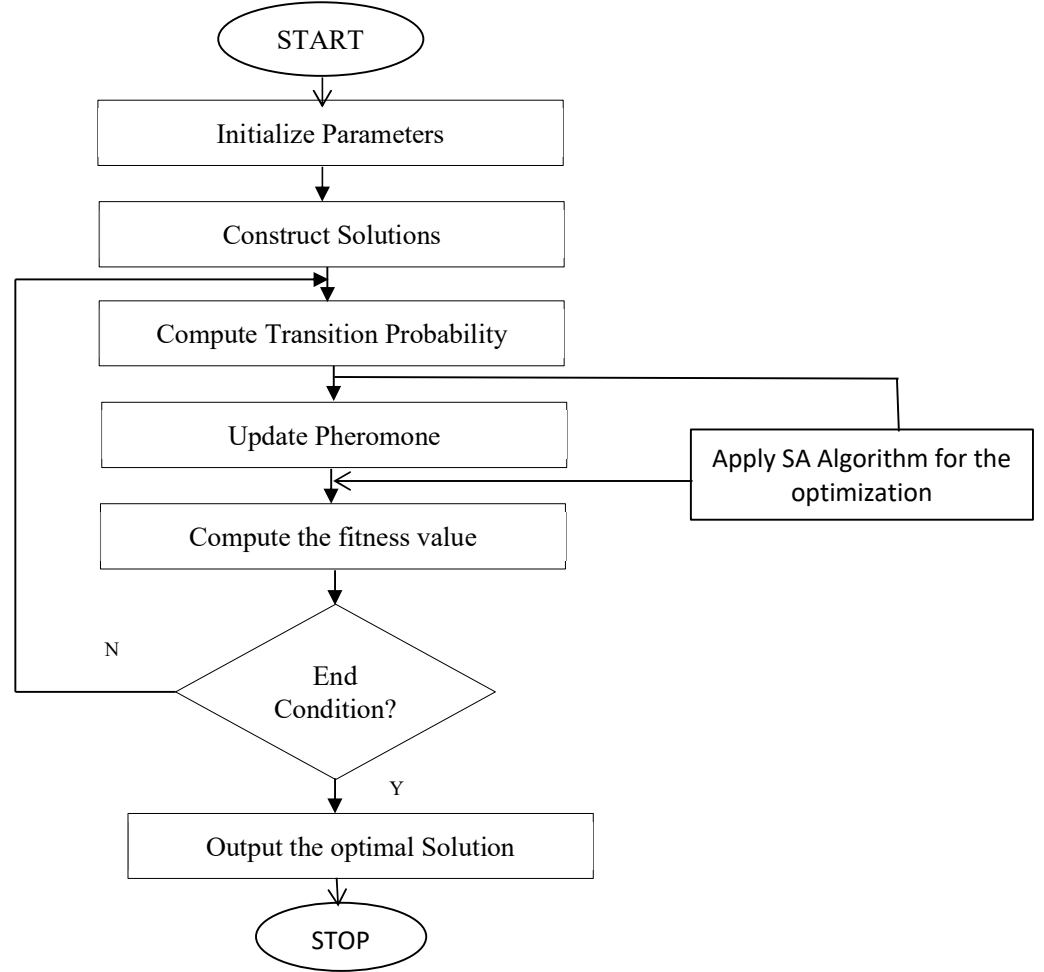 START
Initialize Parameters
Construct Solutions
Compute Transition Probability
Update Pheromone
Apply SA Algorithm for the
optimization
Compute the fitness value
N
End
Condition?
Y
Output the optimal Solution
STOP